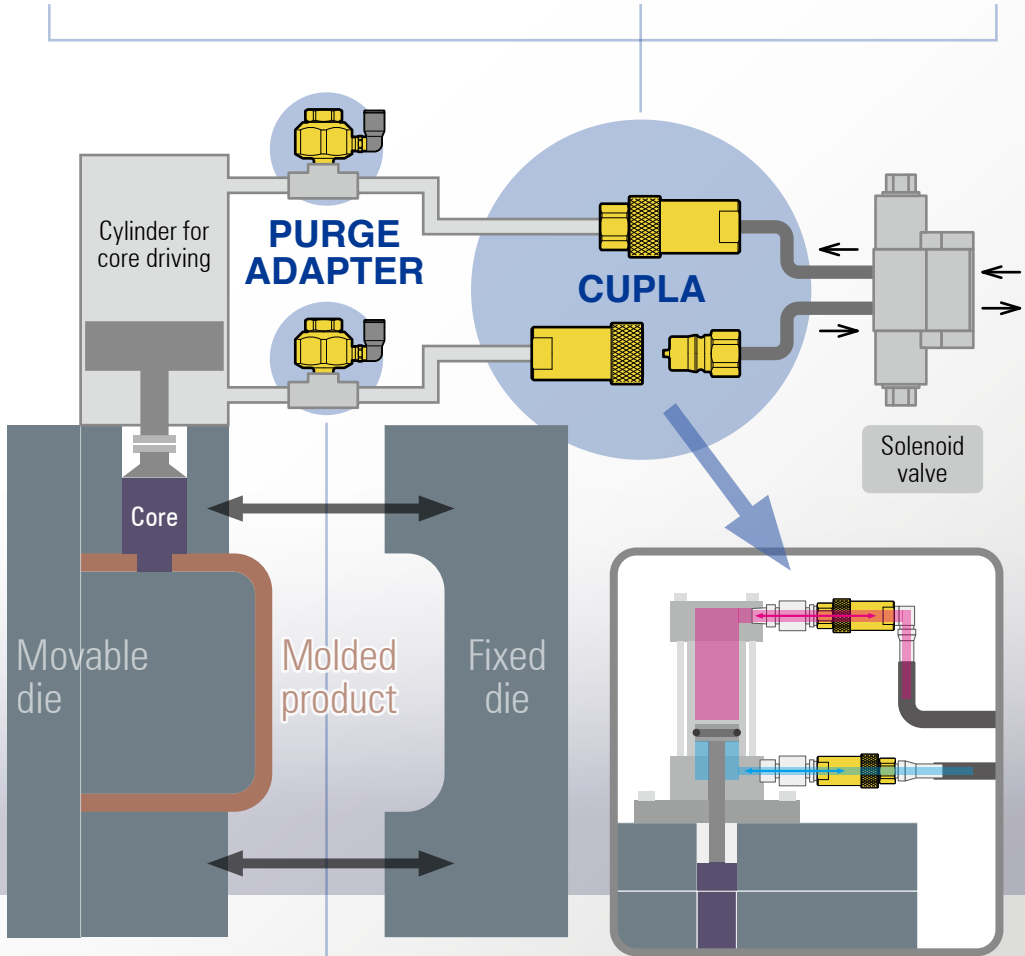 Cylinder for
core driving
PURGE
ADAPTER
CUPLA
Solenoid
valve
Core
Movable
die
Molded
product
Fixed
die